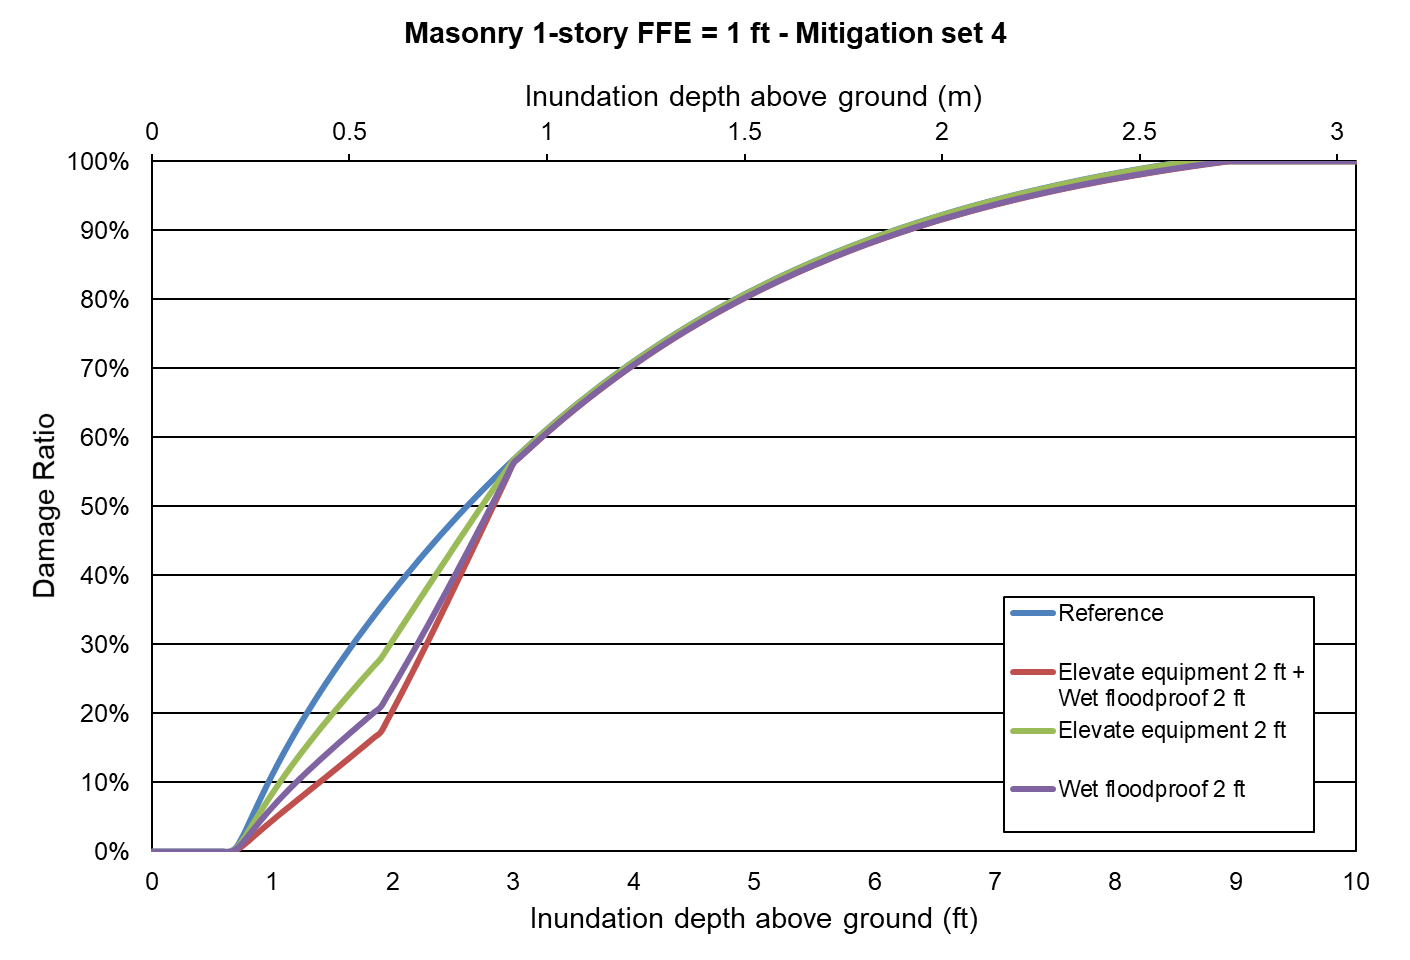 Masonry 1-story FFE = 1 ft - Mitigation set 4
Inundation depth above ground (m)
0 0.5 1 1.5 2 2.5 3
100%
90%
80%
70%
60%
50%
40%
30%
20%
10%
0%
Damage Ratio
Reference
Elevate equipment 2 ft +
Wet floodproof 2 ft
Elevate equipment 2 ft
Wet floodproof 2 ft
0 1 2 3 4 5 6 7 8 9 10
Inundation depth above ground (ft)